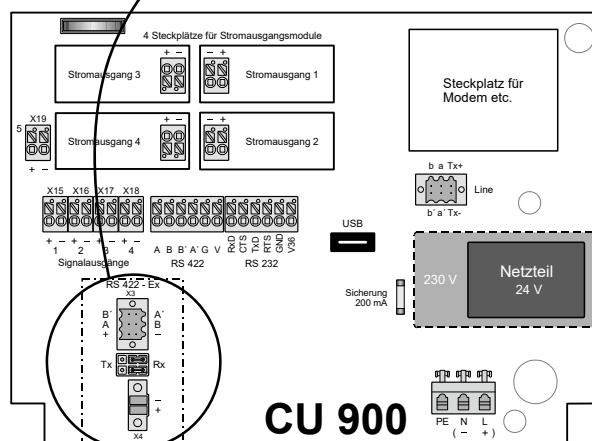 4 Steckplätze für Stromausgangsmodule
+ −
− +
Stromausgang 3
Stromausgang 1
Steckplatz für
Modem etc.
X19
5
+ −
+ −
− +
Stromausgang 4
Stromausgang 2
b a Tx+
Line
b´ a´ Tx-
X15 X16 X17 X18
+ − + − + − + −
1 2 3 4
Signalausgänge
A B B´ A´ G V
RS 422
RxD CTS TxD RTS GND V36
RS 232
USB
230 V
Netzteil
24 V
Sicherung
200 mA
RS 422 - Ex
X3
B´ A´
A B
+ −
Tx Rx
−
+
X4
CU 900
PE N L
( − + )